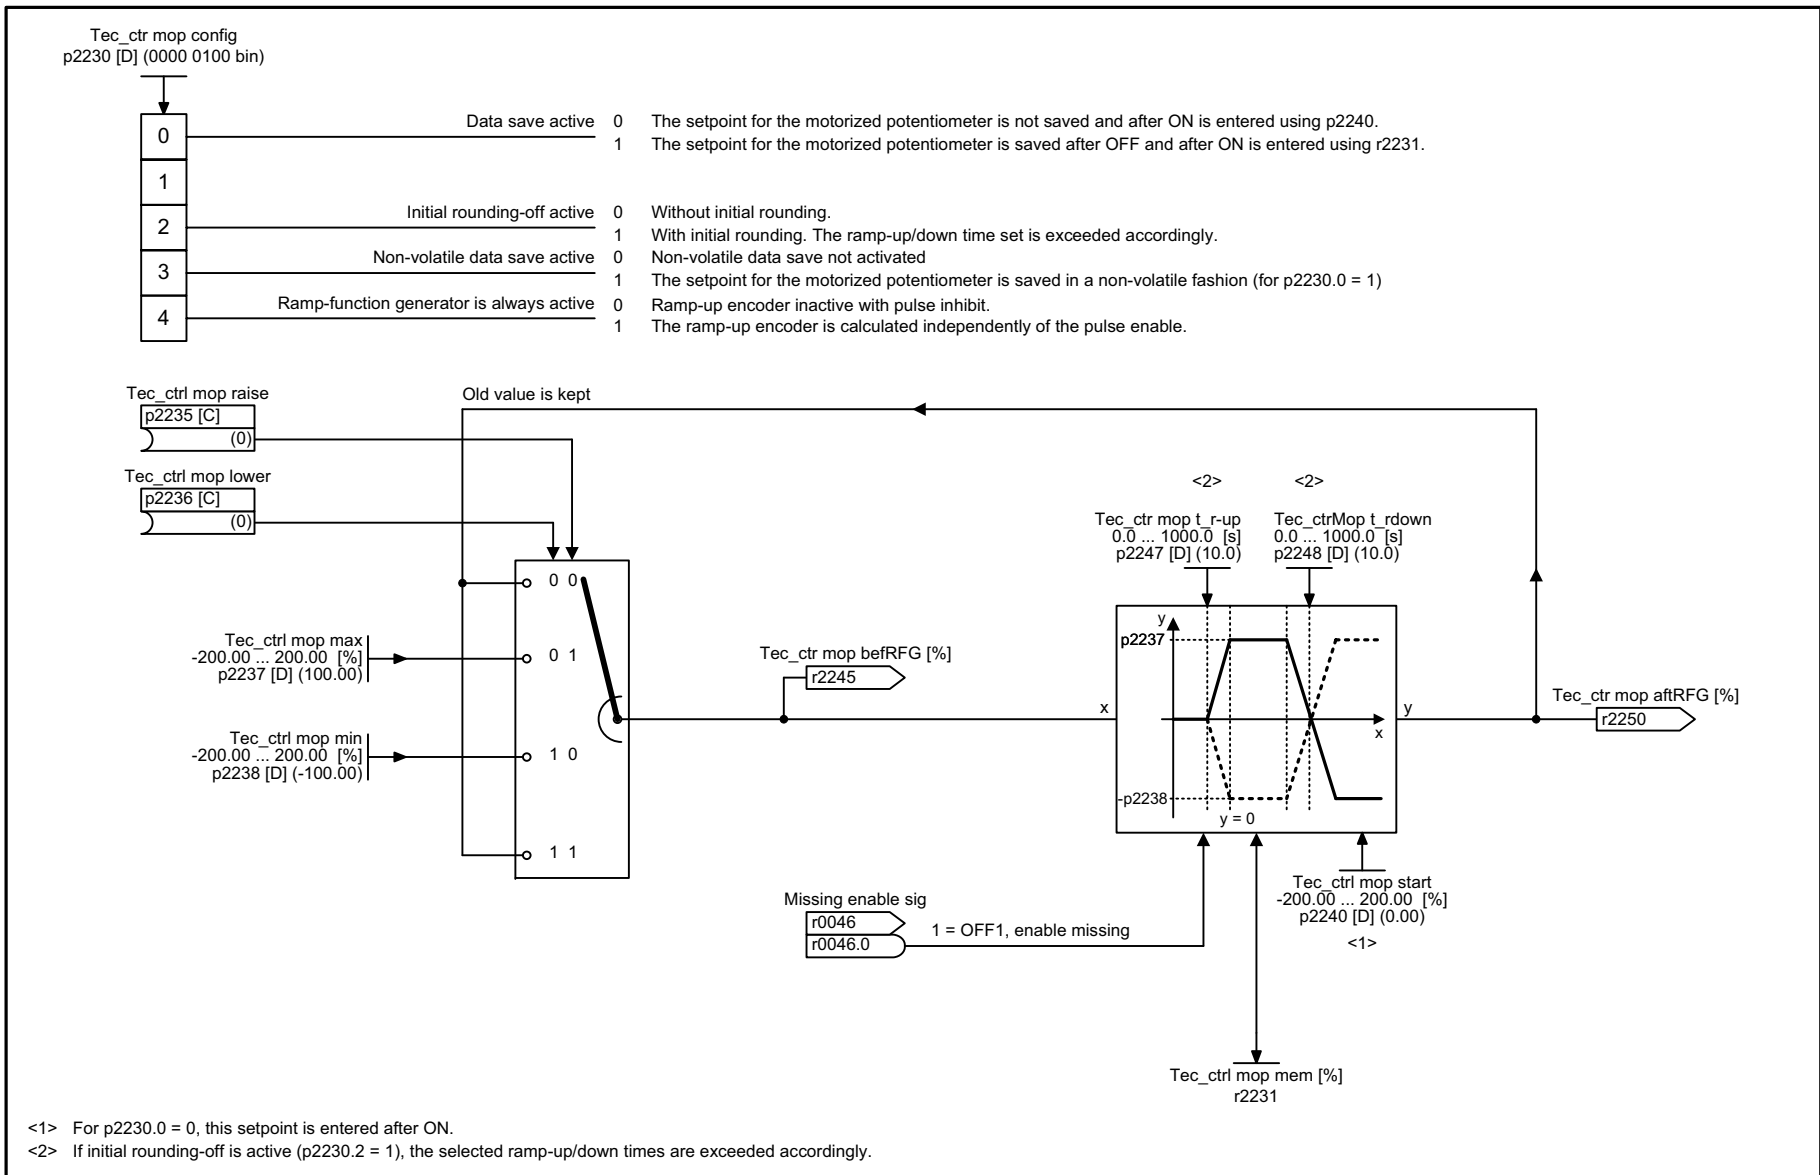 Tec_ctr mop config
p2230 [D] (0000 0100 bin)
0
Data save active 0 The setpoint for the motorized potentiometer is not saved and after ON is entered using p2240.
1 The setpoint for the motorized potentiometer is saved after OFF and after ON is entered using r2231.
1
2
Initial rounding-off active 0 Without initial rounding.
1 With initial rounding. The ramp-up/down time set is exceeded accordingly.
3
Non-volatile data save active 0 Non-volatile data save not activated
1 The setpoint for the motorized potentiometer is saved in a non-volatile fashion (for p2230.0 = 1)
4
Ramp-function generator is always active 0 Ramp-up encoder inactive with pulse inhibit.
1 The ramp-up encoder is calculated independently of the pulse enable.
Tec_ctrl mop raise
p2235 [C]
(0)
Old value is kept
Tec_ctrl mop lower
p2236 [C]
(0)
0 0
Tec_ctrl mop max
-200.00 ... 200.00 [%]
p2237 [D] (100.00)
0 1
Tec_ctrl mop min
-200.00 ... 200.00 [%]
p2238 [D] (-100.00)
1 0
1 1
Tec_ctr mop befRFG [%]
r2245
<2>
<2>
Tec_ctr mop t_r-up
0.0 ... 1000.0 [s]
p2247 [D] (10.0)
Tec_ctrMop t_rdown
0.0 ... 1000.0 [s]
p2248 [D] (10.0)
x
y
p2237
x
-p2238
y = 0
y
Tec_ctr mop aftRFG [%]
r2250
Missing enable sig
r0046
r0046.0
1 = OFF1, enable missing
Tec_ctrl mop start
-200.00 ... 200.00 [%]
p2240 [D] (0.00)
<1>
Tec_ctrl mop mem [%]
r2231
<1> For p2230.0 = 0, this setpoint is entered after ON.
<2> If initial rounding-off is active (p2230.2 = 1), the selected ramp-up/down times are exceeded accordingly.